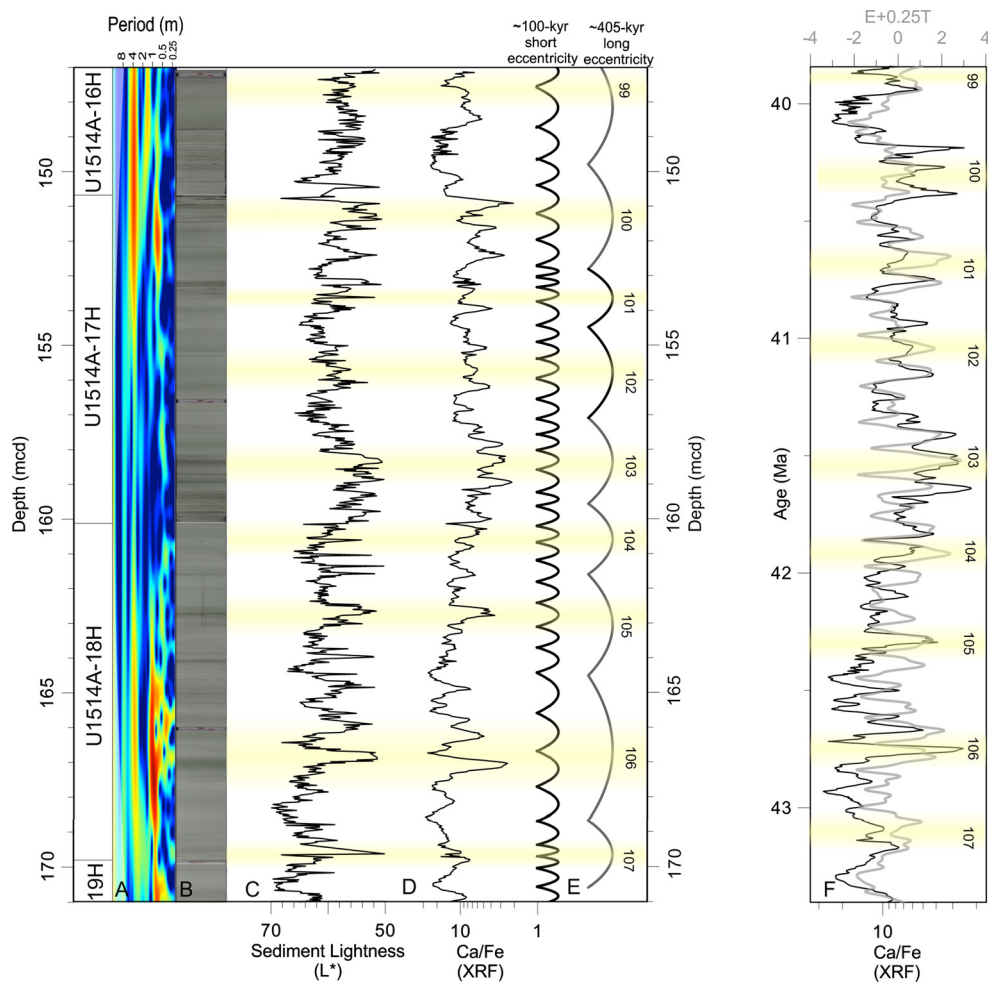 Period (m)
8 4 2 1 0.5 0.25
~100-kyr short eccentricity
~405-kyr long eccentricity
E+0.25T
-4 -2 0 2 4
U1514A-16H
U1514A-17H
U1514A-18H
19H
Depth (mcd)
150
155
160
165
170
A
B
C
D
E
99
100
101
102
103
104
105
106
107
150
155
160
165
170
Depth (mcd)
70 50
Sediment Lightness
(L*)
10 1
Ca/Fe
(XRF)
Age (Ma)
40
41
42
43
99
100
101
102
103
104
105
106
107
F
10
Ca/Fe
(XRF)